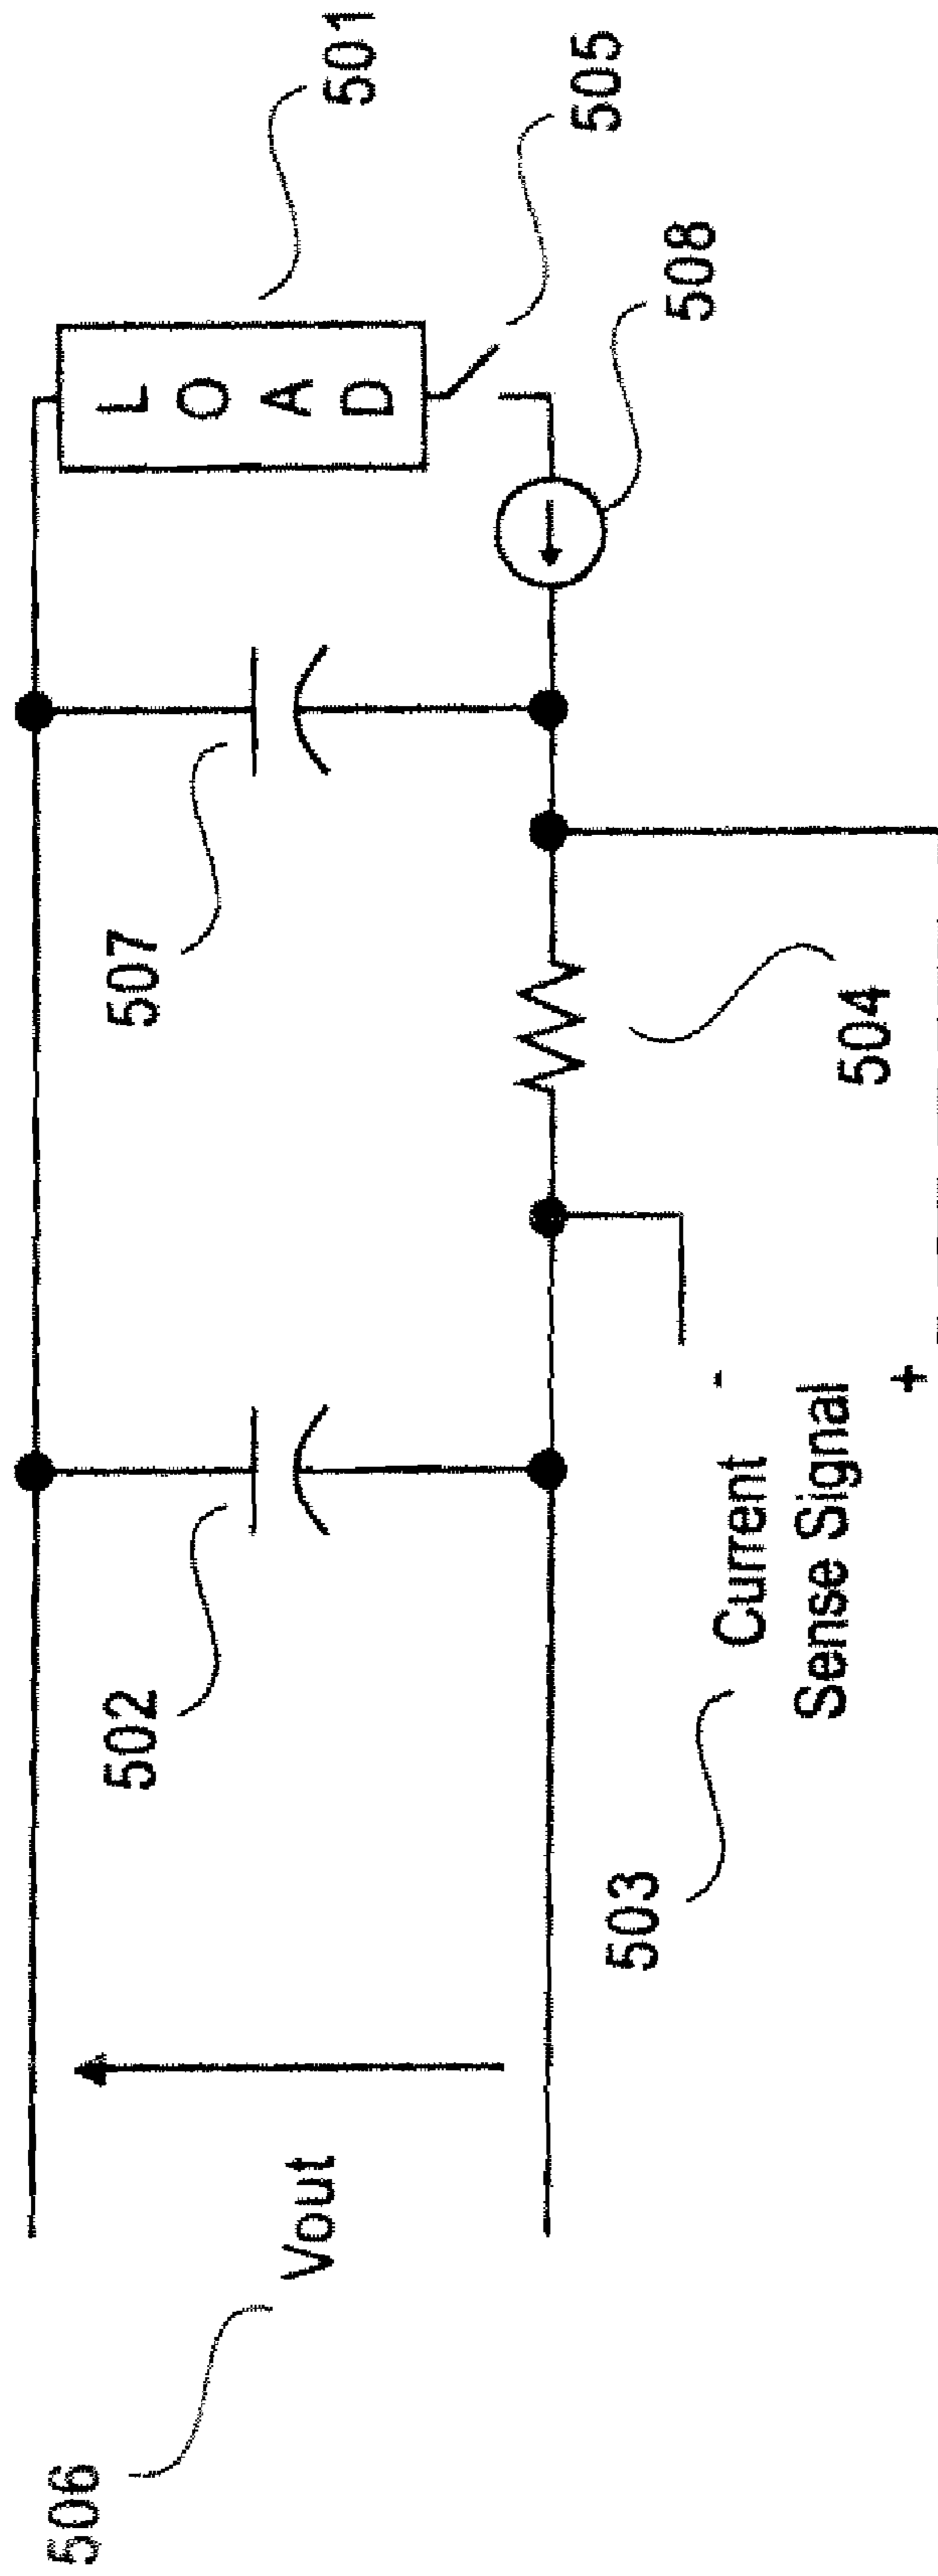 506
Vout
502
507
L
O
A
D
501
505
508
504
503
-
Current
Sense Signal
+